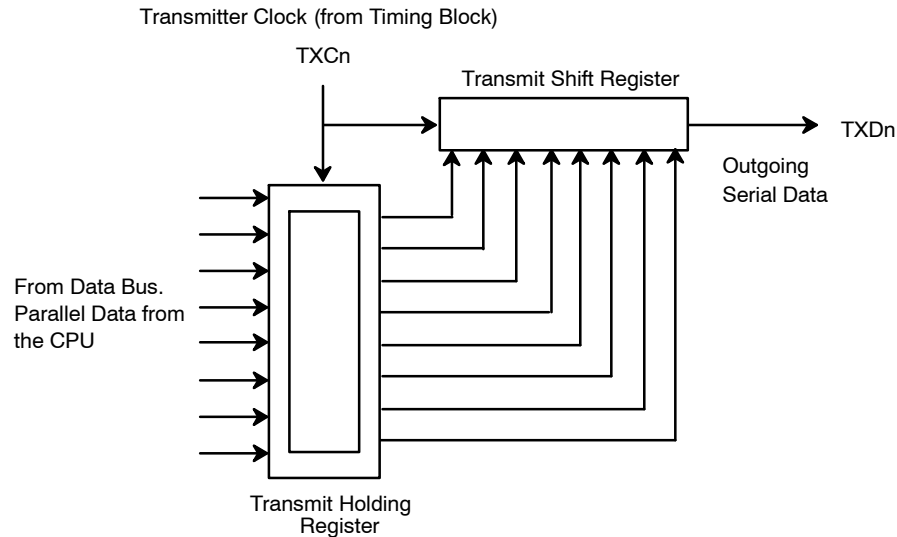 Transmitter Clock (from Timing Block)
TXCn
Transmit Shift Register
TXDn
Outgoing
Serial Data
From Data Bus.
Parallel Data from
the CPU
Transmit Holding
Register